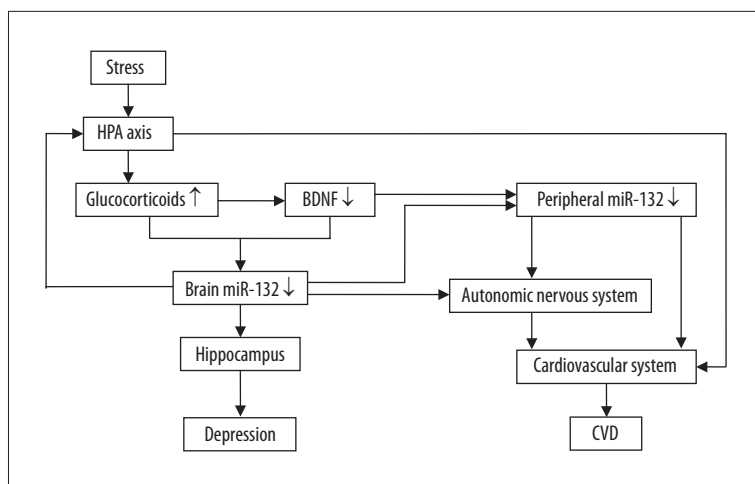 Stress
HPA axis
Glucocorticoids ↑
BDNF ↓
Peripheral miR-132 ↓
Brain miR-132 ↓
Autonomic nervous system
Hippocampus
Cardiovascular system
Depression
CVD